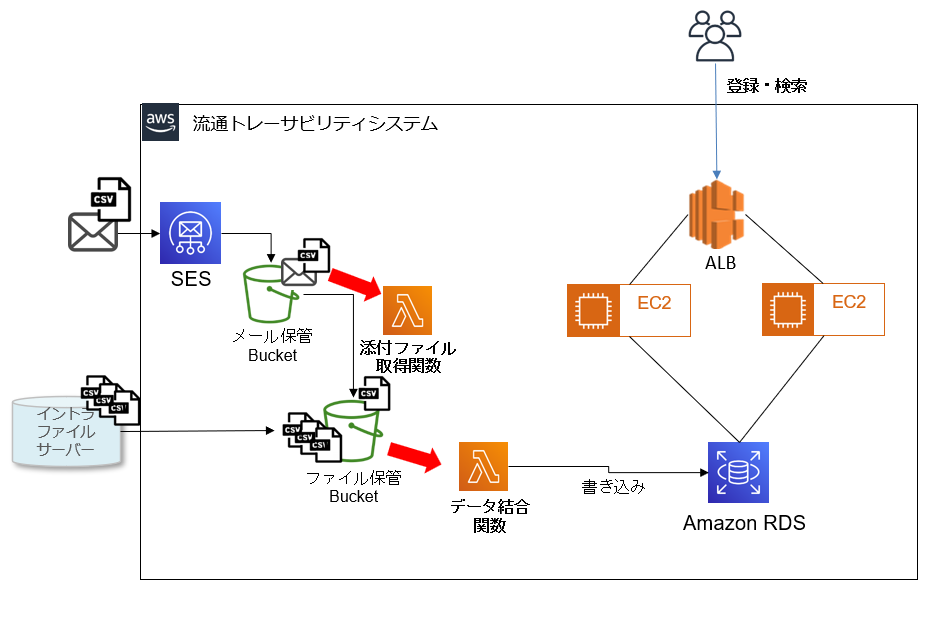 登録・検索
aws
流通トレーサビリティシステム
CSV
SES
CSV
メール保管
Bucket
添付ファイル
取得関数
ALB
EC2
EC2
CSV
CSV
CSV
イントラ
ファイル
サーバー
CSV
CSV
CSV
CSV
ファイル保管
Bucket
データ結合
関数
書き込み
Amazon RDS